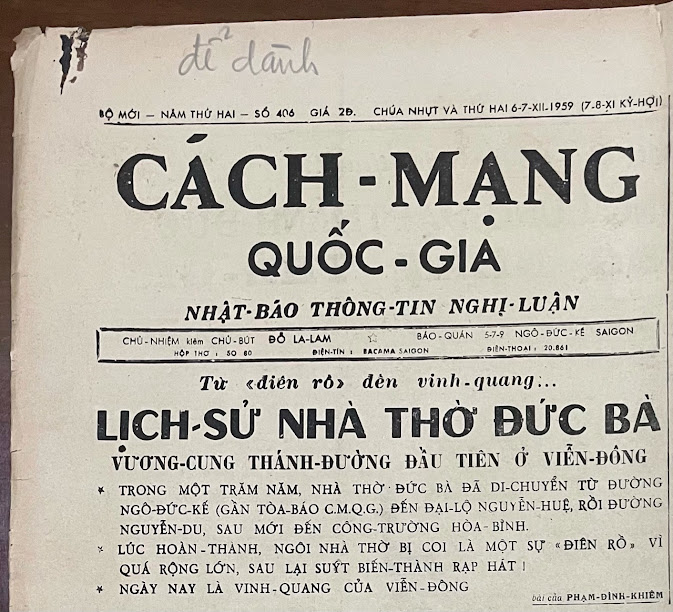 để dành
BỘ MỚI — NĂM THỨ HAI — SỐ 406 GIÁ 2Đ. CHÚA NHỰT VÀ THỨ HAI 6-7-XII-1959 (7-8-XI KỶ-HỢI)
CÁCH-MẠNG
QUỐC-GIA
NHẬT-BÁO THÔNG-TIN NGHỊ-LUẬN
CHỦ-NHIỆM kiêm CHỦ-BÚT ĐỖ LA-LAM ☆ BÁO-QUÁN 5-7-9 NGÔ-ĐỨC-KẾ SAIGON
HỘP THƠ : SO 80 ĐIỆN-TÍN : BACAMA SAIGON ĐIỆN-THOẠI : 20.861
Từ «điên rồ» đến vinh-quang...
LỊCH-SỬ NHÀ THỜ ĐỨC BÀ
VƯƠNG-CUNG THÁNH-ĐƯỜNG ĐẦU TIÊN Ở VIỄN-ĐÔNG
* TRONG MỘT TRĂM NĂM, NHÀ THỜ ĐỨC BÀ ĐÃ DI-CHUYỂN TỪ ĐƯỜNG
NGÔ-ĐỨC-KẾ (GẦN TÒA-BÁO C.M.Q.G.) ĐẾN ĐẠI-LỘ NGUYỄN-HUỆ, RỒI ĐƯỜNG
NGUYỄN-DU, SAU MỚI ĐẾN CÔNG-TRƯỜNG HÒA-BÌNH.
* LÚC HOÀN-THÀNH, NGÔI NHÀ THỜ BỊ COI LÀ MỘT SỰ «ĐIÊN RỒ» VÌ
QUÁ RỘNG LỚN, SAU LẠI SUÝT BIẾN-THÀNH RẠP HÁT !
* NGÀY NAY LÀ VINH-QUANG CỦA VIỄN-ĐÔNG
bài của PHẠM-ĐÌNH-KHIÊM